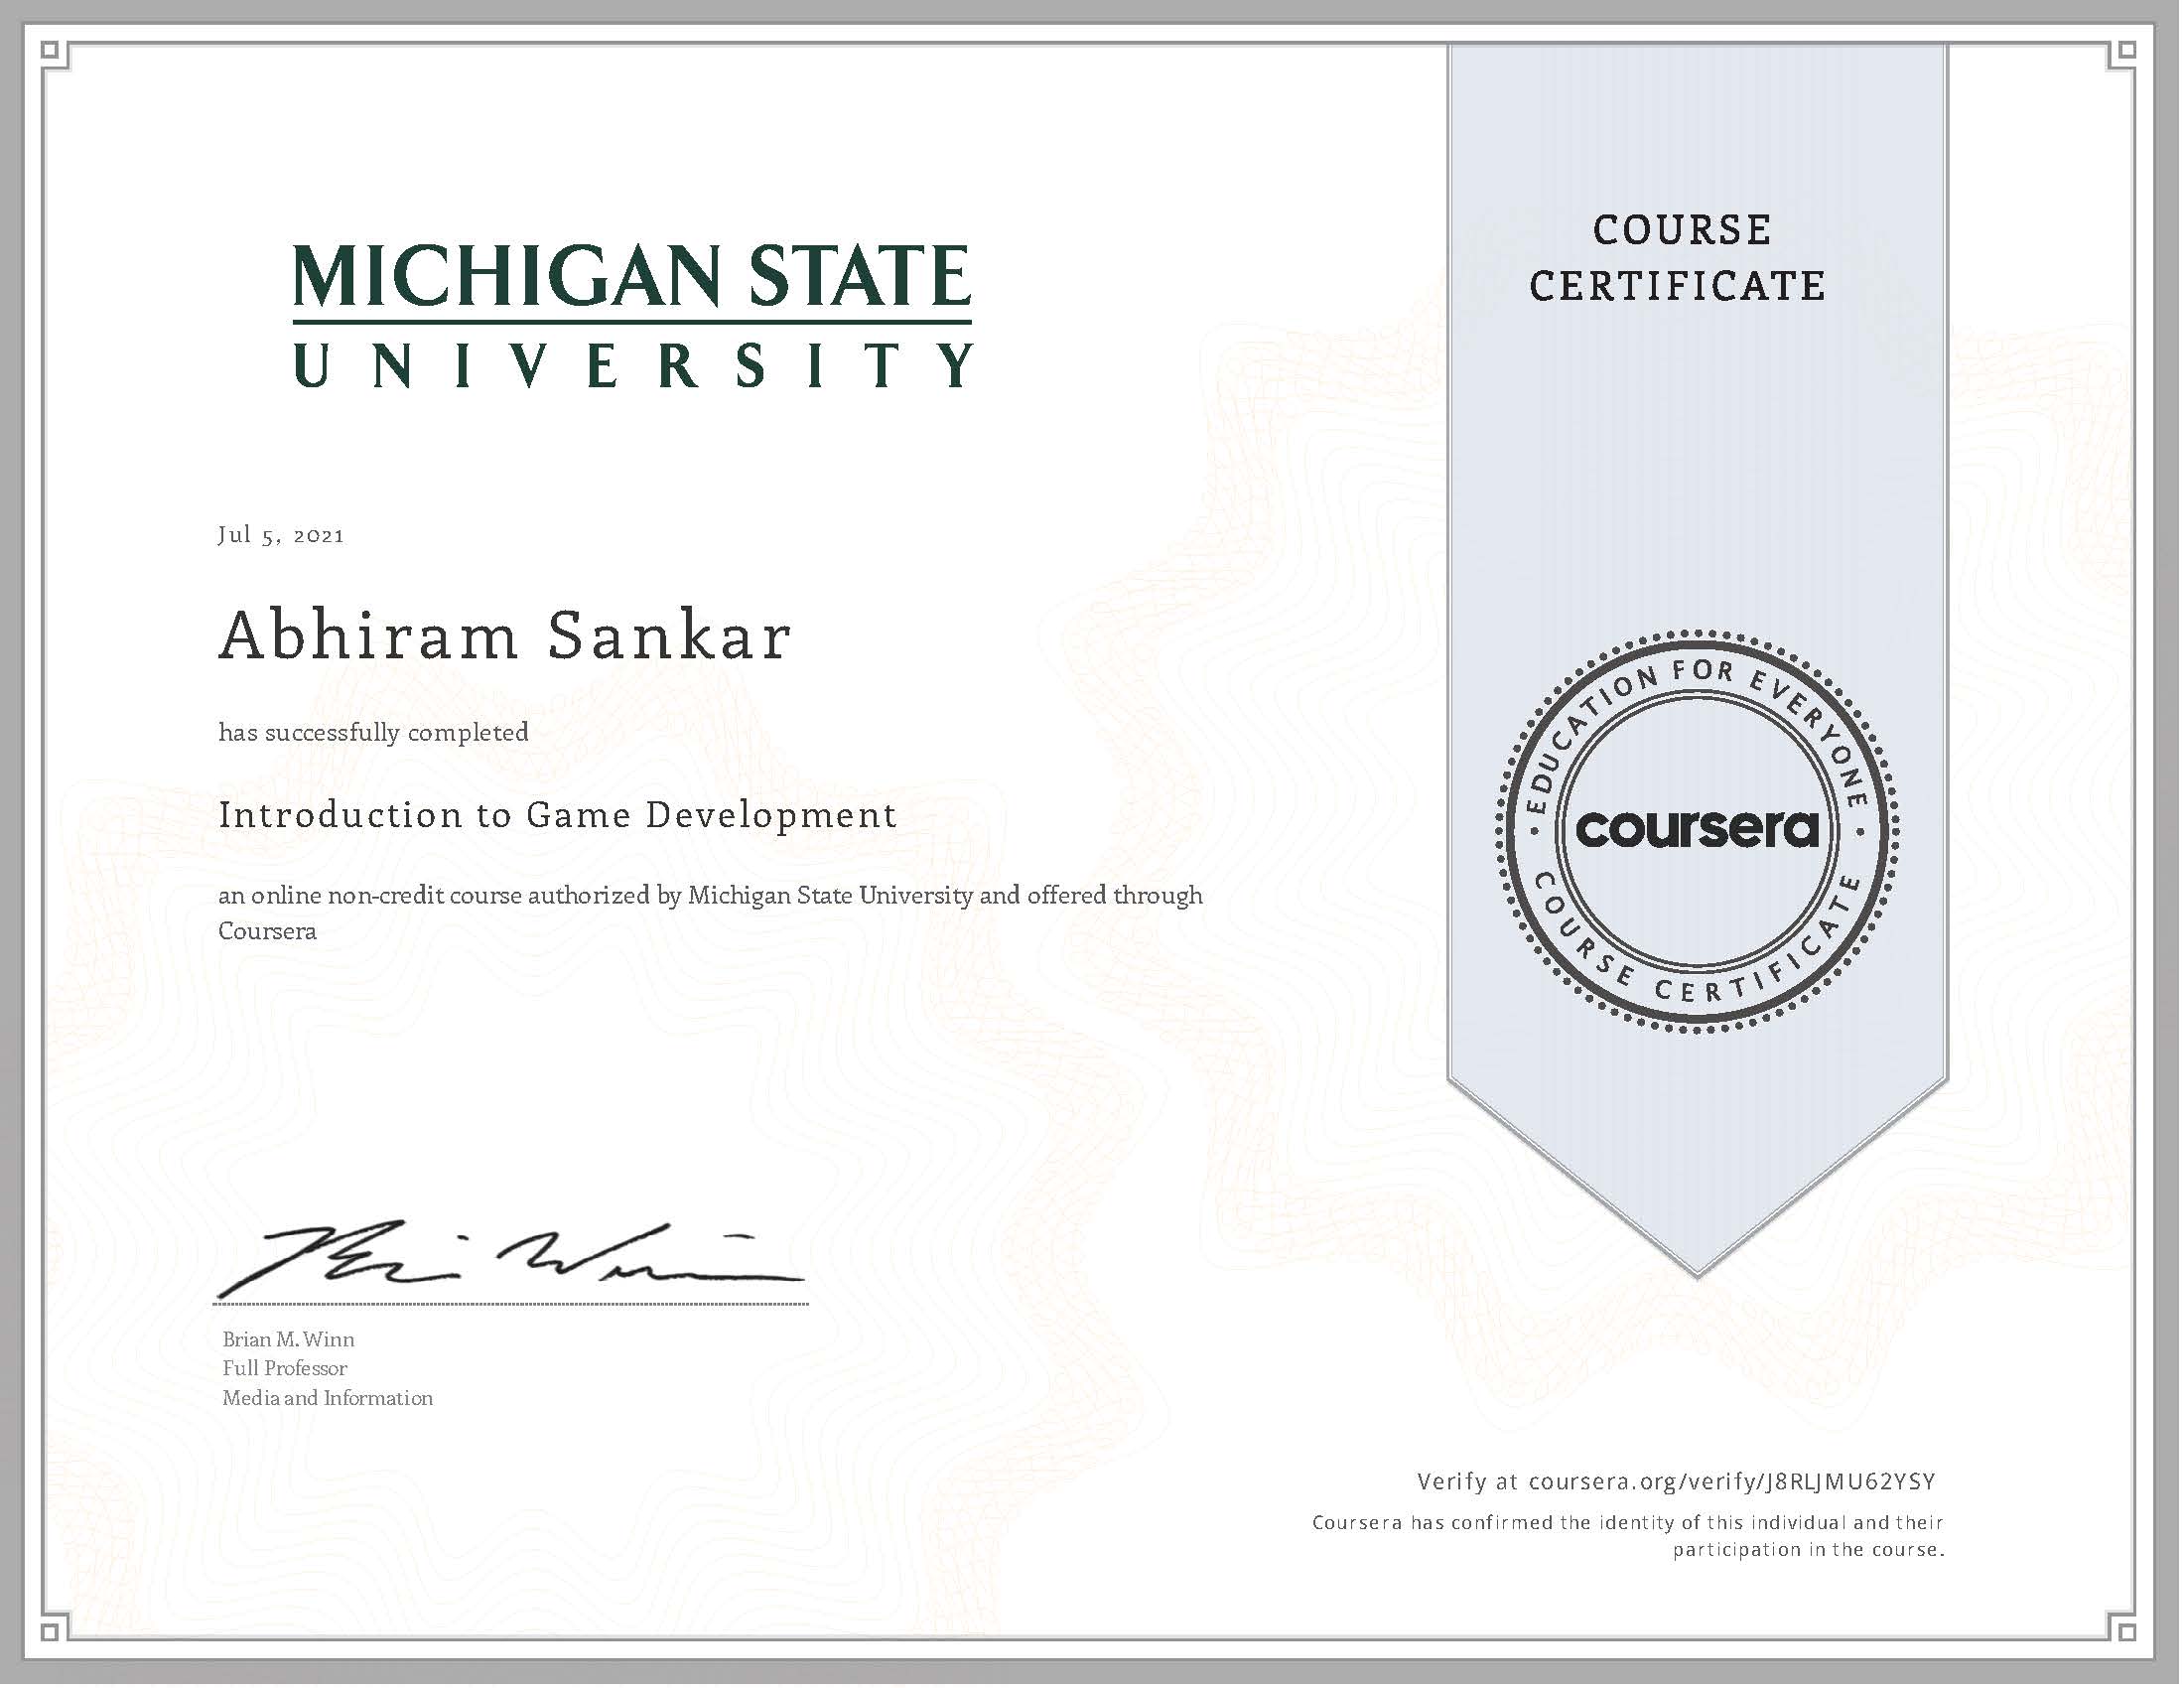 MICHIGAN STATE
UNIVERSITY
COURSE
CERTIFICATE
Jul 5, 2021
Abhiram Sankar
has successfully completed
Introduction to Game Development
an online non-credit course authorized by Michigan State University and offered through
Coursera
EDUCATION FOR EVERYONE
coursera
COURSE CERTIFICATE
Brian M. Winn
Full Professor
Media and Information
Verify at coursera.org/verify/J8RLJMU62YSY
Coursera has confirmed the identity of this individual and their
participation in the course.